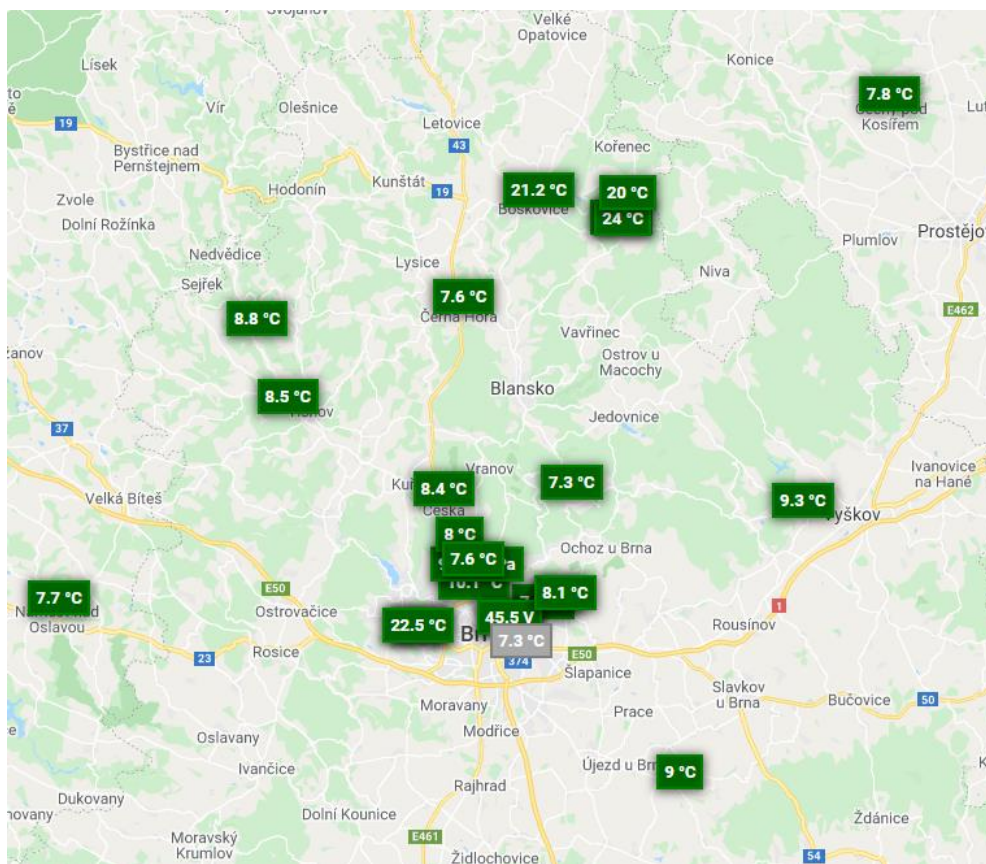 Svojanov
Velké
Opatovice
Konice
Lísek
7.8 °C
Kosířem
Vír
Olešnice
19
Letovice
43
Kořenec
Bystřice nad
Pernštejnem
Hodonín
Kunštát
19
21.2 °C
20 °C
Boskovice
24 °C
Zvole
Dolní Rožínka
Plumlov
Nedvědice
Lysice
Niva
Sejřek
7.6 °C
Černá Hora
E462
8.8 °C
Vavřinec
Ostrov u
Macochy
Blansko
8.5 °C
Jedovnice
37
Vranov
Ivanovice
na Hané
8.4 °C
7.3 °C
9.3 °C
Velká Bíteš
Česká
8 °C
Ochoz u Brna
7.6 °C
10.1 °C
E50
8.1 °C
7.7 °C
Oslavou
Ostrovačice
1
45.5 V
22.5 °C
Rousínov
7.3 °C
Rosice
23
374
E50
Šlapanice
Moravany
Slavkov
u Brna
Bučovice
50
Prace
Modřice
Oslavany
Ivančice
Újezd u
9 °C
Rajhrad
Dukovany
Dolní Kounice
Ždánice
Moravský
Krumlov
E461
Židlochovice
54